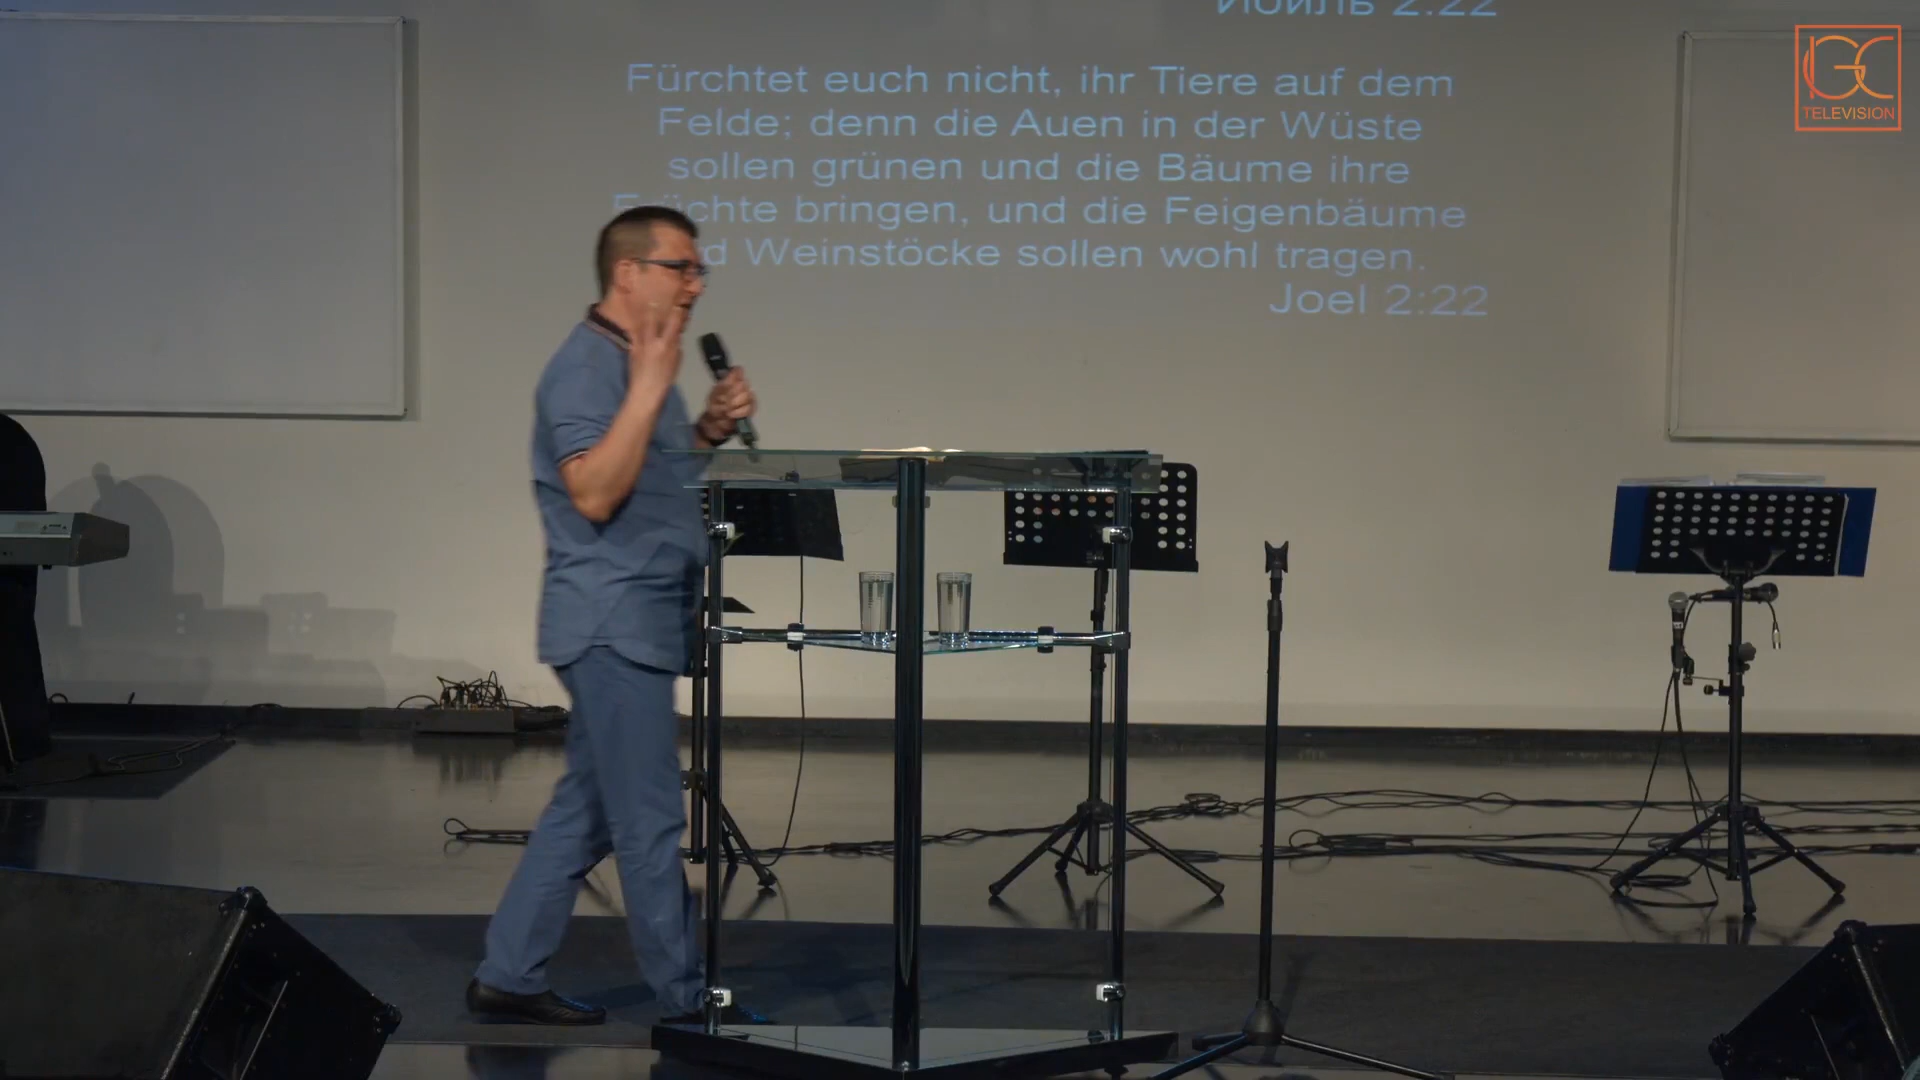 Йоиль 2:22
Fürchtet euch nicht, ihr Tiere auf dem
Felde; denn die Auen in der Wüste
sollen grünen und die Bäume ihre
bringen, und die Feigenbäume
Weinstöcke sollen wohl tragen.
Joel 2:22
IGC
TELEVISION